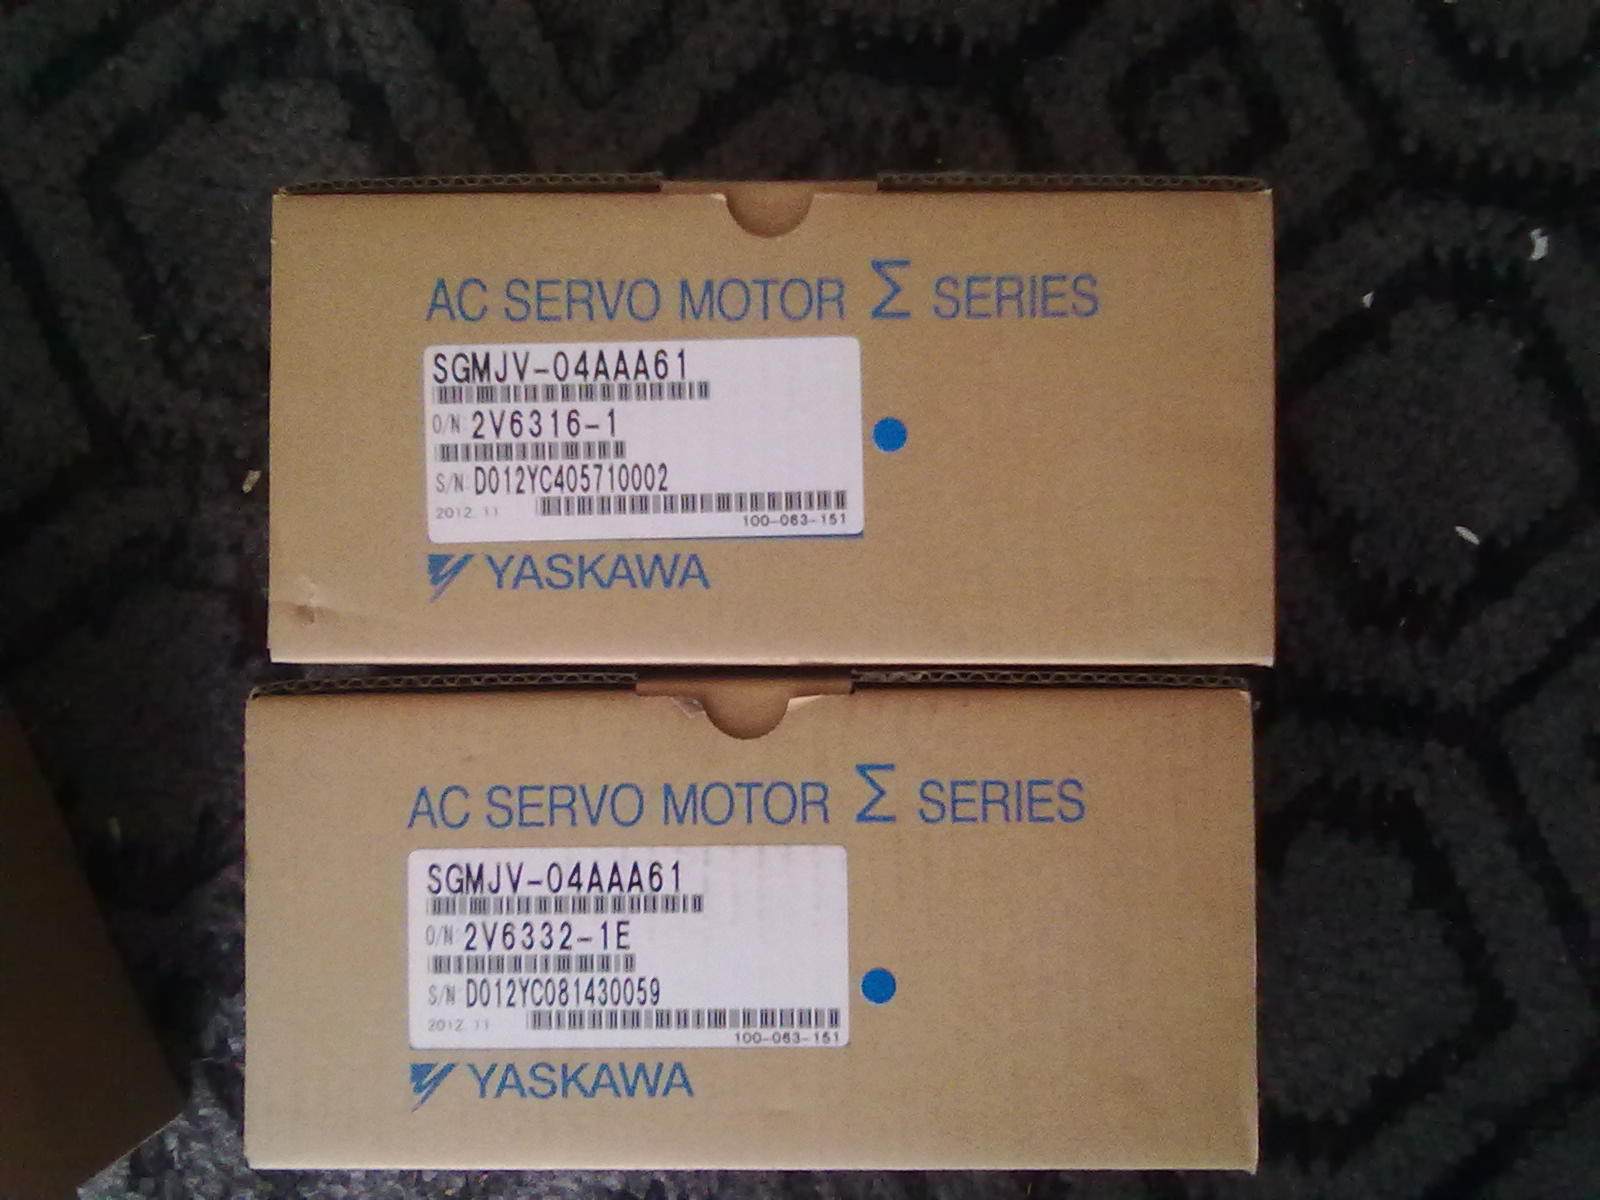 AC SERVO MOTOR Σ SERIES
SGMJV-04AAA61
O/N: 2V6316-1
S/N: D012YC405710002
2012.11
100-063-151
YASKAWA
AC SERVO MOTOR Σ SERIES
SGMJV-04AAA61
O/N: 2V6332-1E
S/N: D012YC081430059
2012.11
100-063-151
YASKAWA